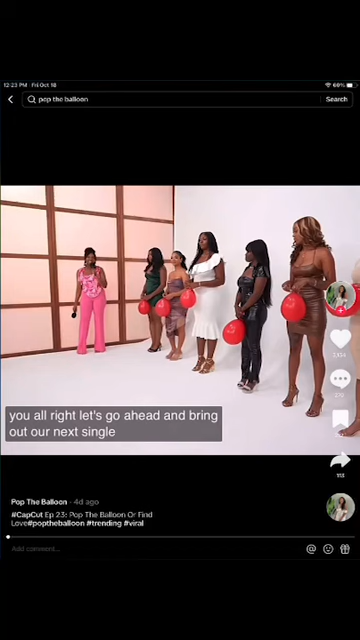 12:23 PM Fri Oct 18
69%
pop the balloon
Search
you all right let's go ahead and bring
out our next single
Pop The Balloon · 4d ago
#CapCut Ep 23: Pop The Balloon Or Find
Love#poptheballoon #trending #viral
Add comment...